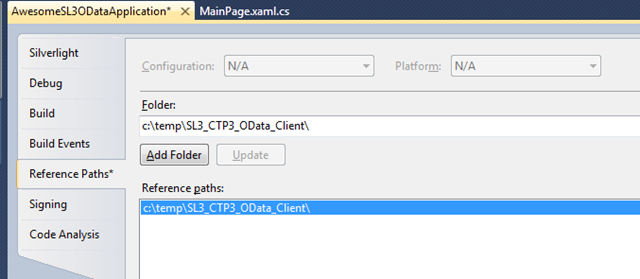 AwesomeSL3ODataApplication* X MainPage.xaml.cs
Silverlight
Configuration: N/A Platform: N/A
Debug
Build
Folder:
c:\temp\SL3_CTP3_OData_Client\
Build Events
Add Folder Update
Reference Paths*
Reference paths:
Signing
c:\temp\SL3_CTP3_OData_Client\
Code Analysis